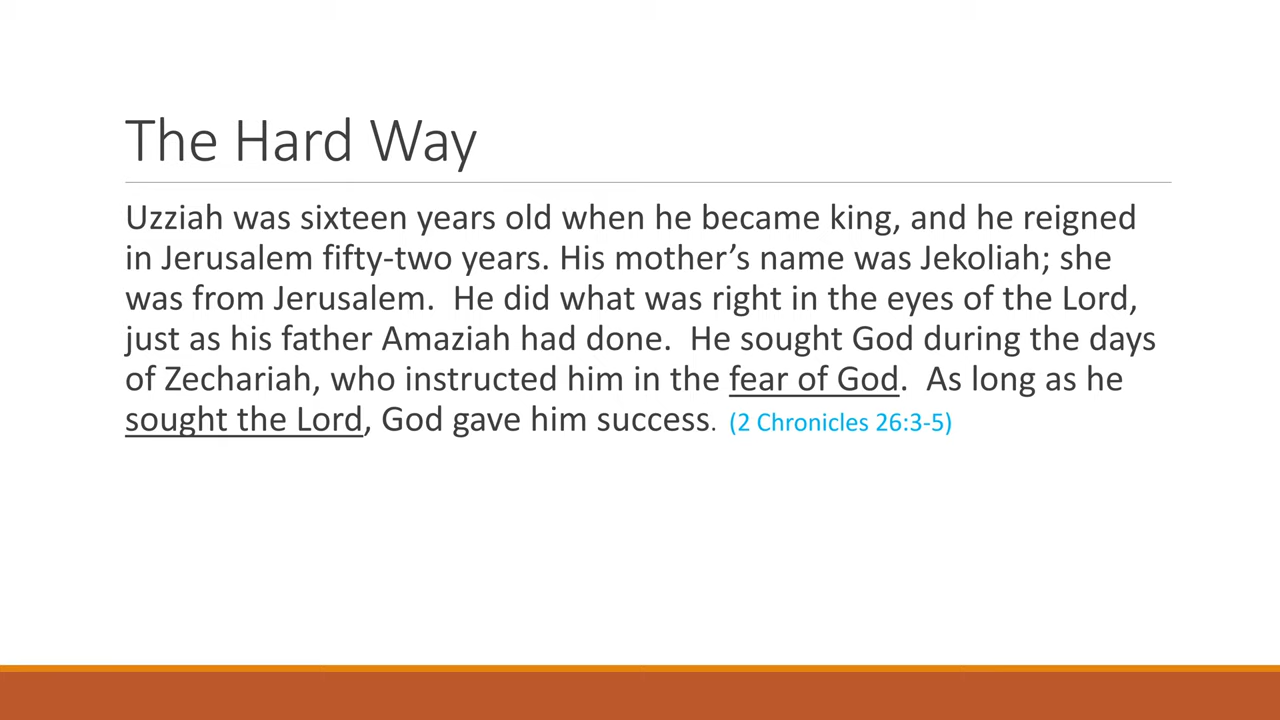 The Hard Way
Uzziah was sixteen years old when he became king, and he reigned
in Jerusalem fifty-two years. His mother’s name was Jekoliah; she
was from Jerusalem.  He did what was right in the eyes of the Lord,
just as his father Amaziah had done.  He sought God during the days
of Zechariah, who instructed him in the fear of God.  As long as he
sought the Lord, God gave him success.  (2 Chronicles 26:3-5)